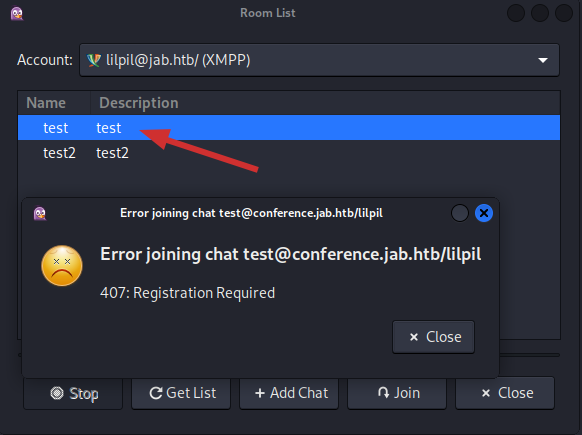 Room List
Account: lilpil@jab.htb/ (XMPP)
Name Description
test test
test2 test2
Error joining chat test@conference.jab.htb/lilpil
Error joining chat test@conference.jab.htb/lilpil
407: Registration Required
Close
Stop Get List Add Chat Join Close